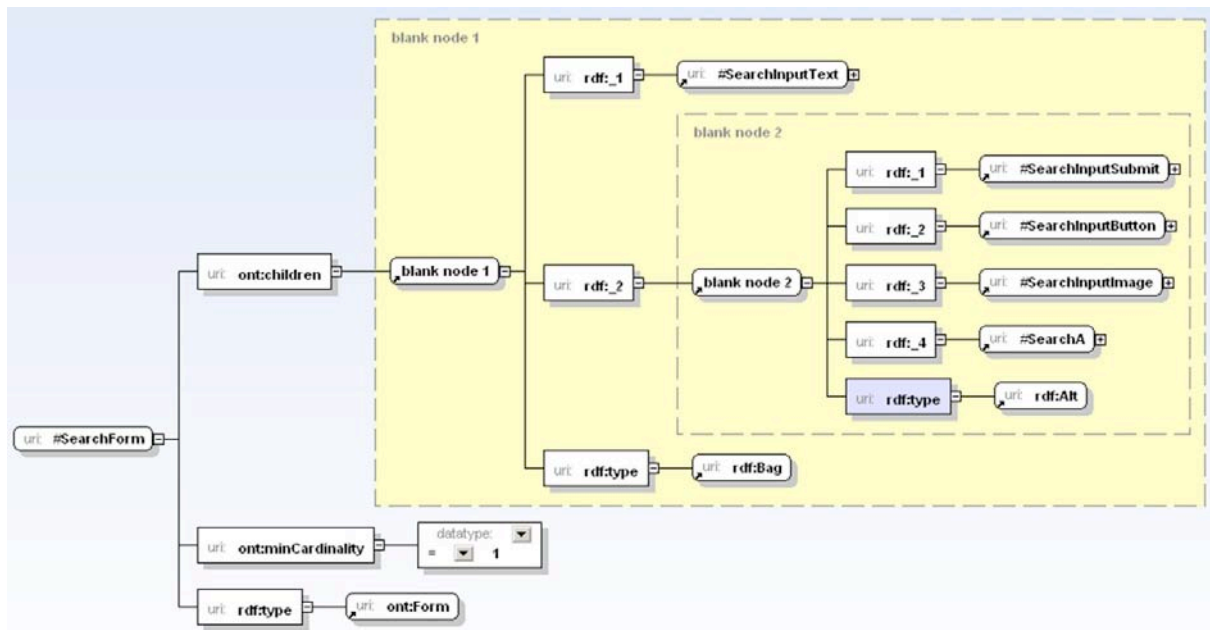 blank node 1
uri: rdf:_1
uri: #SearchInputText
blank node 2
uri: rdf:_1
uri: #SearchInputSubmit
uri: rdf:_2
uri: #SearchInputButton
uri: ont:children
blank node 1
uri: rdf:_2
blank node 2
uri: rdf:_3
uri: #SearchInputImage
uri: rdf:_4
uri: #SearchA
uri: rdf:type
uri: rdf:Alt
uri: #SearchForm
uri: rdf:type
uri: rdf:Bag
uri: ont:minCardinality
datatype:
= 1
uri: rdf:type
uri: ont:Form